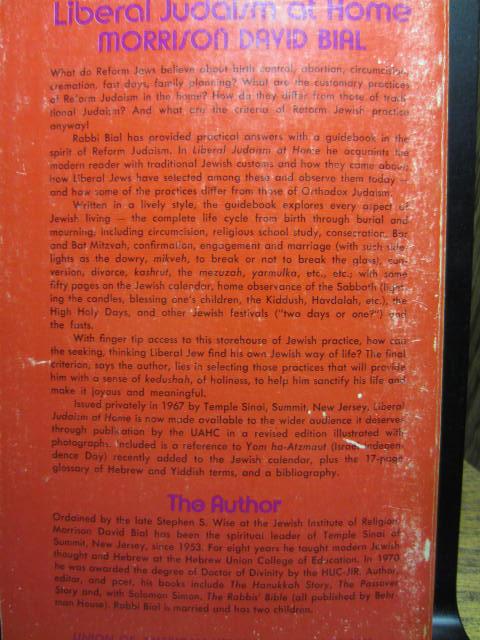 Liberal Judaism at Home
MORRISON DAVID BIAL
What do Reform Jews believe about birth control, abortion, circumcision,
cremation, fast days, family planning? What are the customary practices
of Reform Judaism in the home? How do they differ from those of tradi-
tional Judaism? And what are the criteria of Reform Jewish practice
anyway?
Rabbi Bial has provided practical answers with a guidebook in the
spirit of Reform Judaism. In Liberal Judaism at Home he acquaints the
modern reader with traditional Jewish customs and how they came about,
how Liberal Jews have selected among these and observe them today —
and how some of the practices differ from those of Orthodox Judaism.
Written in a lively style, the guidebook explores every aspect of
Jewish living — the complete life cycle from birth through burial and
mourning, including circumcision, religious school study, consecration, Bar
and Bat Mitzvah, confirmation, engagement and marriage (with such side-
lights as the dowry, mikveh, to break or not to break the glass), con-
version, divorce, kashrut, the mezuzah, yarmulka, etc., etc.; with some
fifty pages on the Jewish calendar, home observance of the Sabbath (light-
ing the candles, blessing one's children, the Kiddush, Havdalah, etc.), the
High Holy Days, and other Jewish festivals ("two days or one?") and
the fasts.
With finger tip access to this storehouse of Jewish practice, how can
the seeking, thinking Liberal Jew find his own Jewish way of life? The final
criterion, says the author, lies in selecting those practices that will provide
him with a sense of kedushah, of holiness, to help him sanctify his life and
make it joyous and meaningful.
Issued privately in 1967 by Temple Sinai, Summit, New Jersey, Liberal
Judaism at Home is now made available to the wider audience it deserves
through publication by the UAHC in a revised edition illustrated with
photographs. Included is a reference to Yom ha-Atzmaut (Israel Indepen-
dence Day) recently added to the Jewish calendar, plus the 17-page
glossary of Hebrew and Yiddish terms, and a bibliography.
The Author
Ordained by the late Stephen S. Wise at the Jewish Institute of Religion,
Morrison David Bial has been the spiritual leader of Temple Sinai of
Summit, New Jersey, since 1953. For eight years he taught modern Jewish
thought and Hebrew at the Hebrew Union College of Education. In 1970
he was awarded the degree of Doctor of Divinity by the HUC-JIR. Author,
editor, and poet, his books include The Hanukkah Story, The Passover
Story and, with Solomon Simon, The Rabbis' Bible (all published by Behr-
man House). Rabbi Bial is married and has two children.
UNION OF AMERICAN